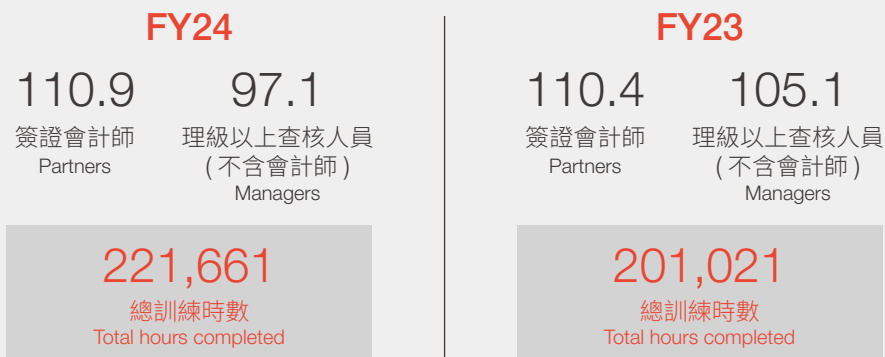 FY24
110.9
簽證會計師
Partners
97.1
理級以上查核人員
( 不含會計師 )
Managers
221,661
總訓練時數
Total hours completed
FY23
110.4
簽證會計師
Partners
105.1
理級以上查核人員
( 不含會計師 )
Managers
201,021
總訓練時數
Total hours completed